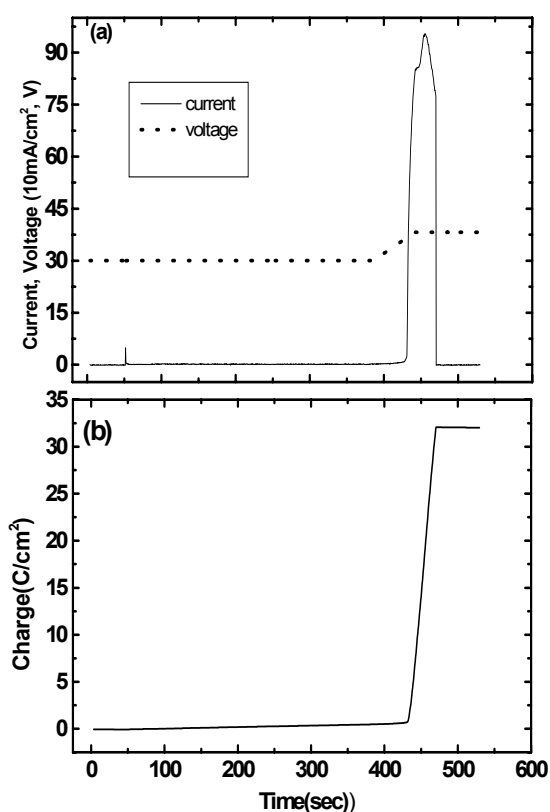 (a)
90
75
60
45
30
15
0
Current, Voltage (10mA/cm², V)
current
voltage
(b)
35
30
25
20
15
10
5
0
Charge(C/cm²)
0 100 200 300 400 500 600
Time(sec))